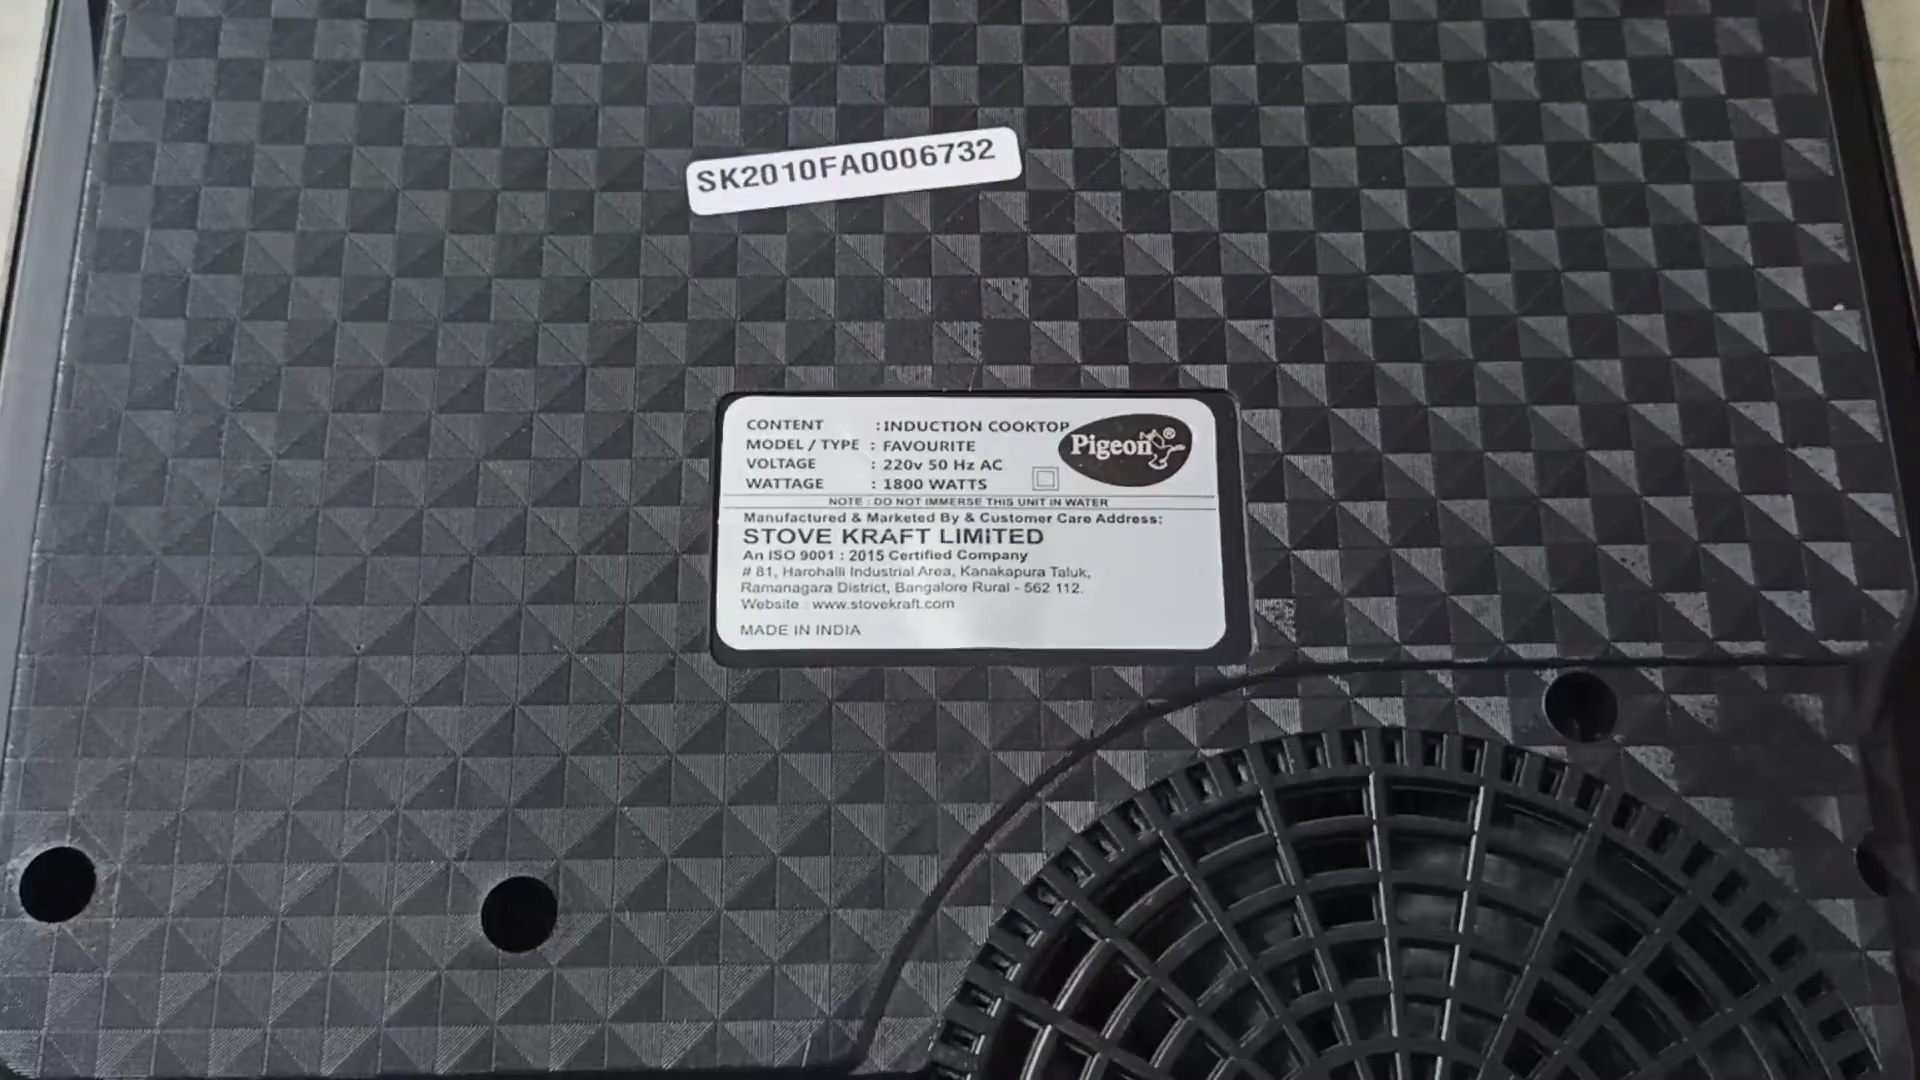 SK2010FA0006732
CONTENT : INDUCTION COOKTOP
MODEL / TYPE : FAVOURITE
VOLTAGE : 220v 50 Hz AC
WATTAGE : 1800 WATTS
Pigeon®
NOTE : DO NOT IMMERSE THIS UNIT IN WATER
Manufactured & Marketed By & Customer Care Address:
STOVE KRAFT LIMITED
An ISO 9001 : 2015 Certified Company
# 81, Harohalli Industrial Area, Kanakapura Taluk,
Ramanagara District, Bangalore Rural - 562 112.
Website : www.stovekraft.com
MADE IN INDIA